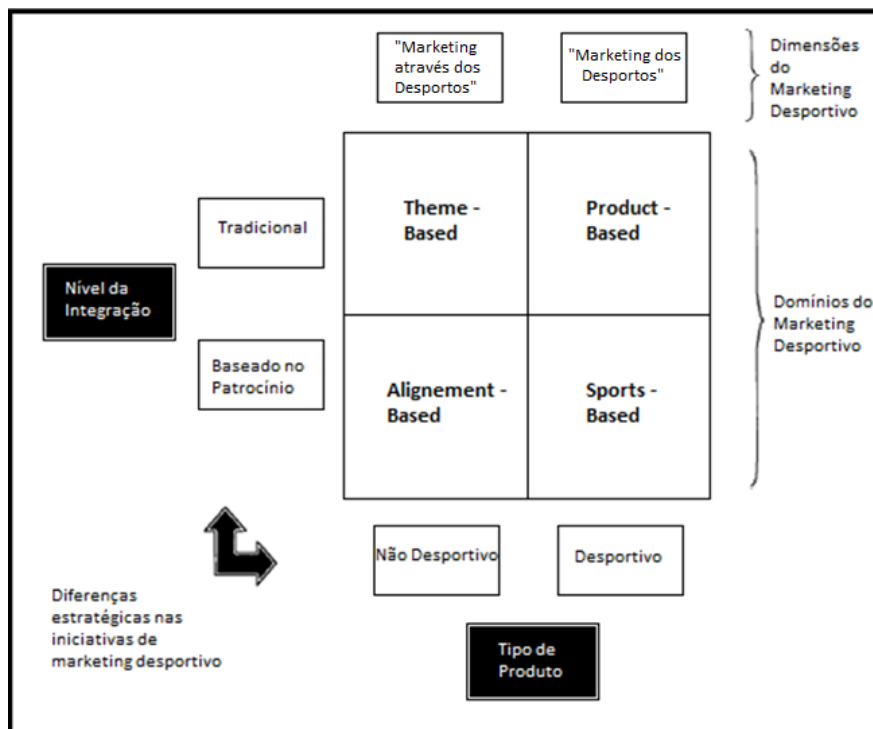 "Marketing
através dos
Desportos"
"Marketing dos
Desportos"
Dimensões
do
Marketing
Desportivo
Tradicional
Theme -
Based
Product -
Based
Nível da
Integração
Domínios do
Marketing
Desportivo
Baseado no
Patrocínio
Alignement -
Based
Sports -
Based
Não Desportivo
Desportivo
Diferenças
estratégicas nas
iniciativas de
marketing desportivo
Tipo de
Produto